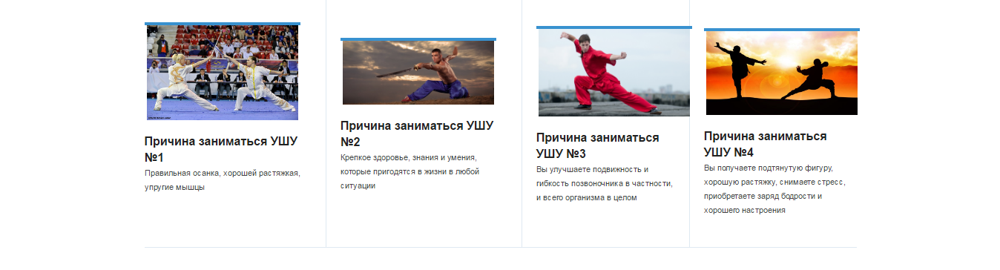 Причина заниматься УШУ
№1
Правильная осанка, хорошей растяжкая,
упругие мышцы
Причина заниматься УШУ
№2
Крепкое здоровье, знания и умения,
которые пригодятся в жизни в любой
ситуации
Причина заниматься
УШУ №3
Вы улучшаете подвижность и
гибкость позвоночника в частности,
и всего организма в целом
Причина заниматься
УШУ №4
Вы получаете подтянутую фигуру,
хорошую растяжку, снимаете стресс,
приобретаете заряд бодрости и
хорошего настроения